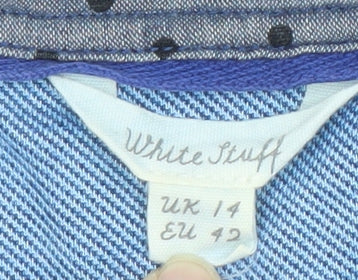 White Stuff
UK 14
EU 42